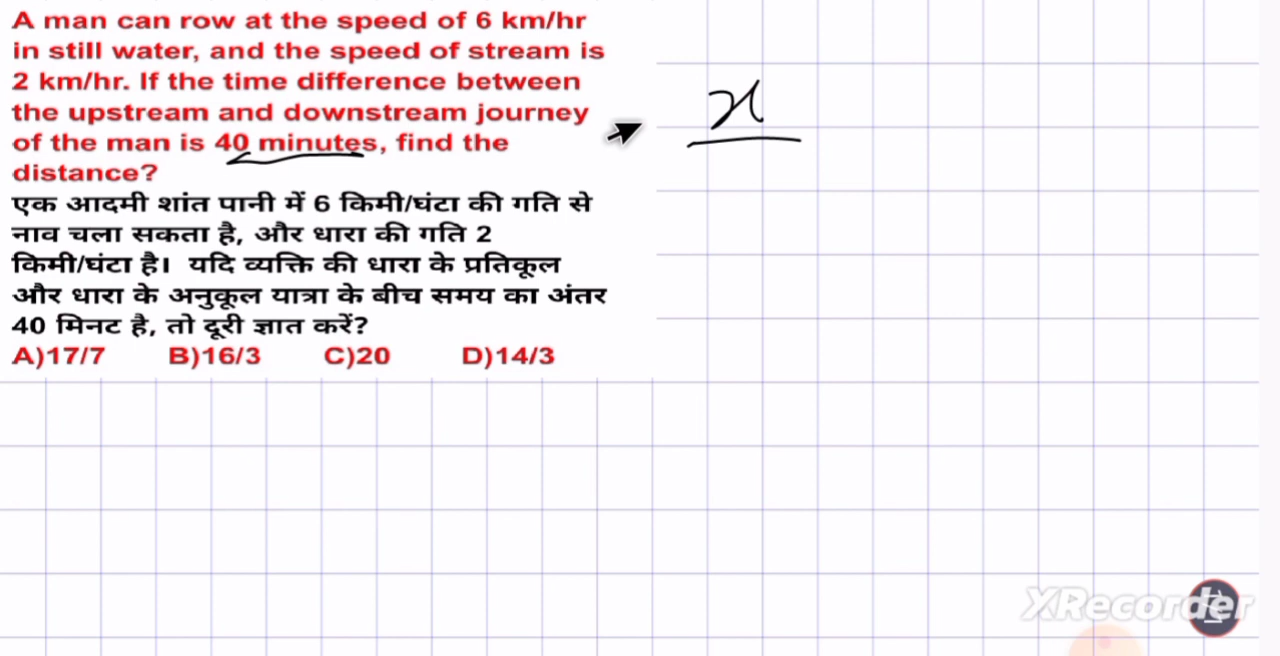 A man can row at the speed of 6 km/hr
in still water, and the speed of stream is
2 km/hr. If the time difference between
the upstream and downstream journey
of the man is 40 minutes, find the
distance?
एक आदमी शांत पानी में 6 किमी/घंटा की गति से
नाव चला सकता है, और धारा की गति 2
किमी/घंटा है। यदि व्यक्ति की धारा के प्रतिकूल
और धारा के अनुकूल यात्रा के बीच समय का अंतर
40 मिनट है, तो दूरी ज्ञात करें?
A)17/7 B)16/3 C)20 D)14/3
x
XRecorder